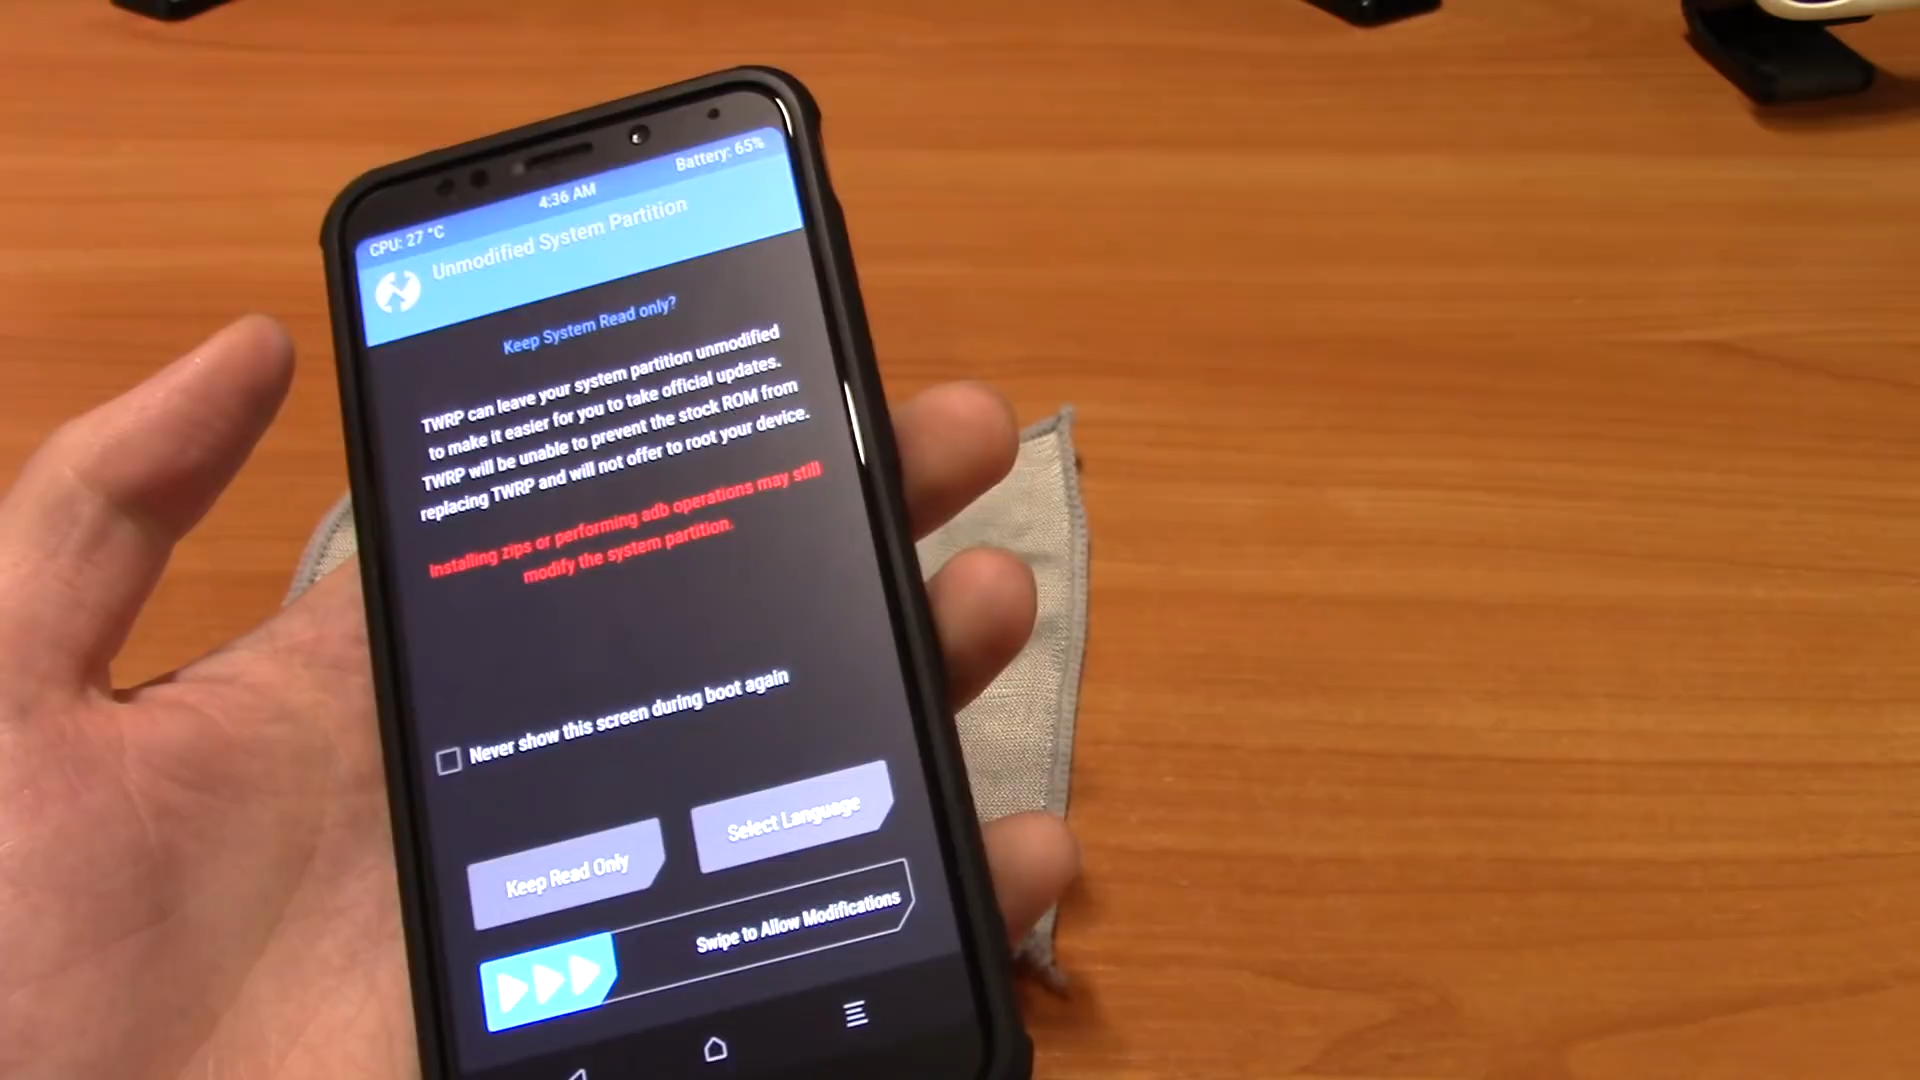 CPU: 27 °C
4:36 AM
Battery: 65%
Unmodified System Partition
Keep System Read only?
TWRP can leave your system partition unmodified
to make it easier for you to take official updates.
TWRP will be unable to prevent the stock ROM from
replacing TWRP and will not offer to root your device.
Installing zips or performing adb operations may still
modify the system partition.
Never show this screen during boot again
Keep Read Only
Select Language
Swipe to Allow Modifications